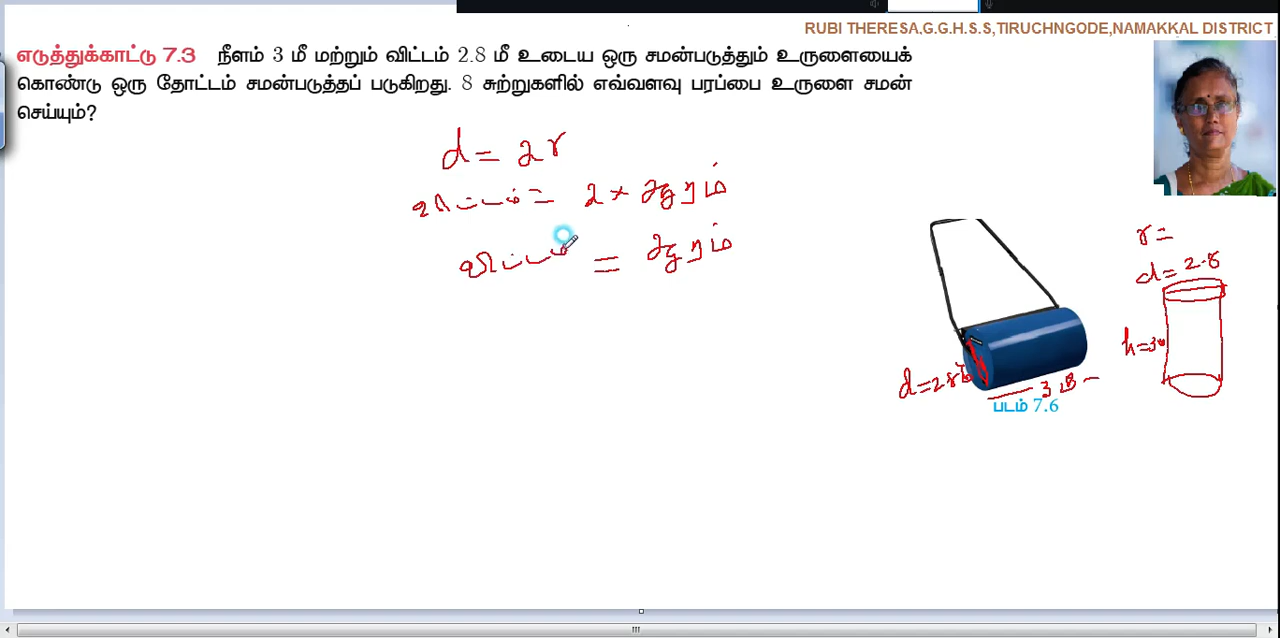 RUBI THERESA,G.G.H.S.S,TIRUCHNGODE,NAMAKKAL DISTRICT
எடுத்துக்காட்டு 7.3 நீளம் 3 மீ மற்றும் விட்டம் 2.8 மீ உடைய ஒரு சமன்படுத்தும் உருளையைக்
கொண்டு ஒரு தோட்டம் சமன்படுத்தப் படுகிறது. 8 சுற்றுகளில் எவ்வளவு பரப்பை உருளை சமன்
செய்யும்?
d = 2r
விட்டம் = 2 × ஆரம்
விட்டம் = ஆரம்
r =
d = 2.8
h = 3
d = 2.8
3 மீ
படம் 7.6